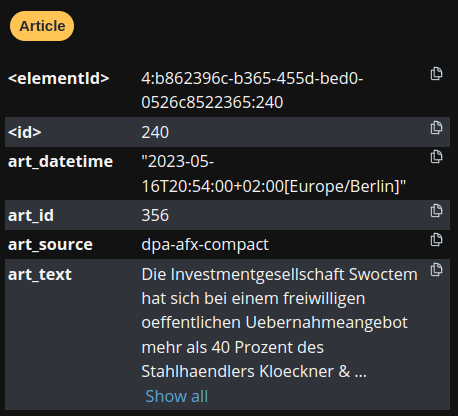 Article
<elementId> 4:b862396c-b365-455d-bed0-
0526c8522365:240
<id> 240
art_datetime "2023-05-
16T20:54:00+02:00[Europe/Berlin]"
art_id 356
art_source dpa-afx-compact
art_text Die Investmentgesellschaft Swoctem
hat sich bei einem freiwilligen
oeffentlichen Uebernahmeangebot
mehr als 40 Prozent des
Stahlhaendlers Kloeckner & ...
Show all